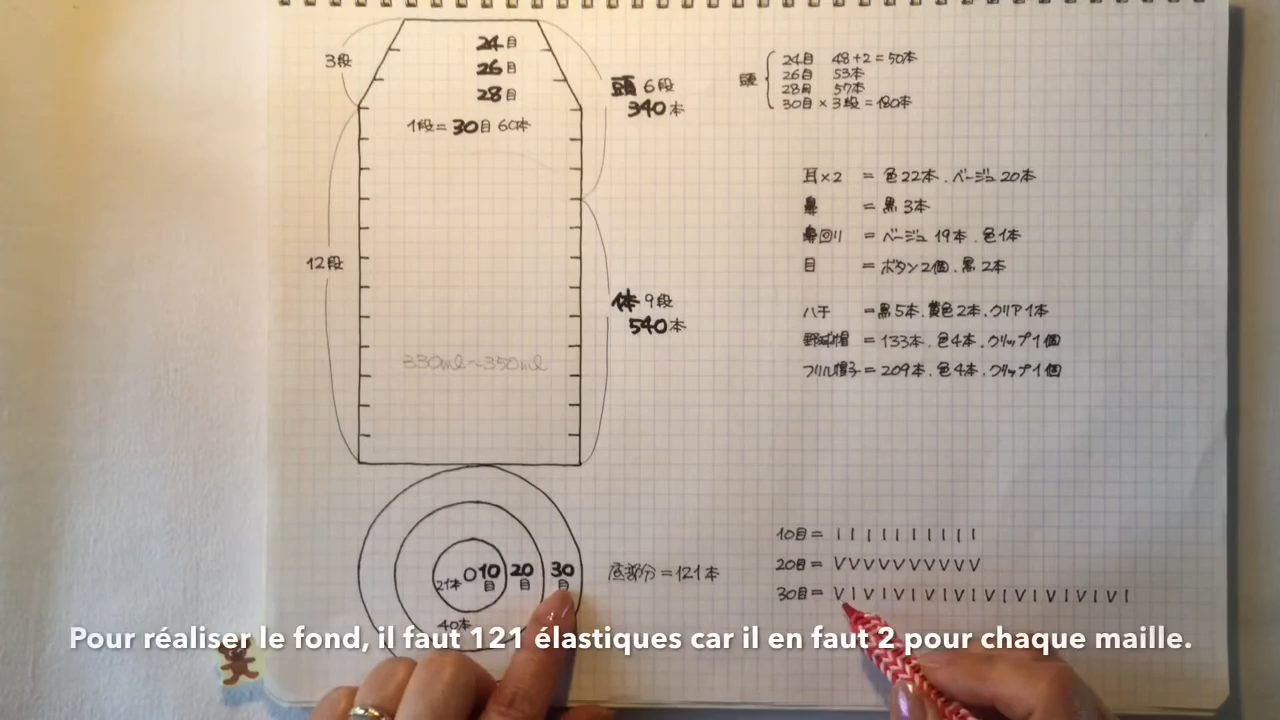 3段
24目
26目
28目
1段=30目 60本
頭 6段
340本
12段
体 9段
540本
330ml~350ml
21本
10目
20目
30目
40本
底部分=121本
頭
24目 48+2=50本
26目 53本
28目 57本
30目×3段=180本
耳×2 = 色22本、ベージュ20本
鼻 = 黒3本
鼻回り = ベージュ19本、色1本
目 = ボタン2個、黒2本
ハチ =黒5本、黄色2本、クリア1本
野球帽 = 133本、色4本、クリップ1個
フリル帽子=209本、色4本、クリップ1個
10目= | | | | | | | | | |
20目= V V V V V V V V V V
30目= V | V | V | V | V | V | V | V | V | V |
Pour réaliser le fond, il faut 121 élastiques car il en faut 2 pour chaque maille.